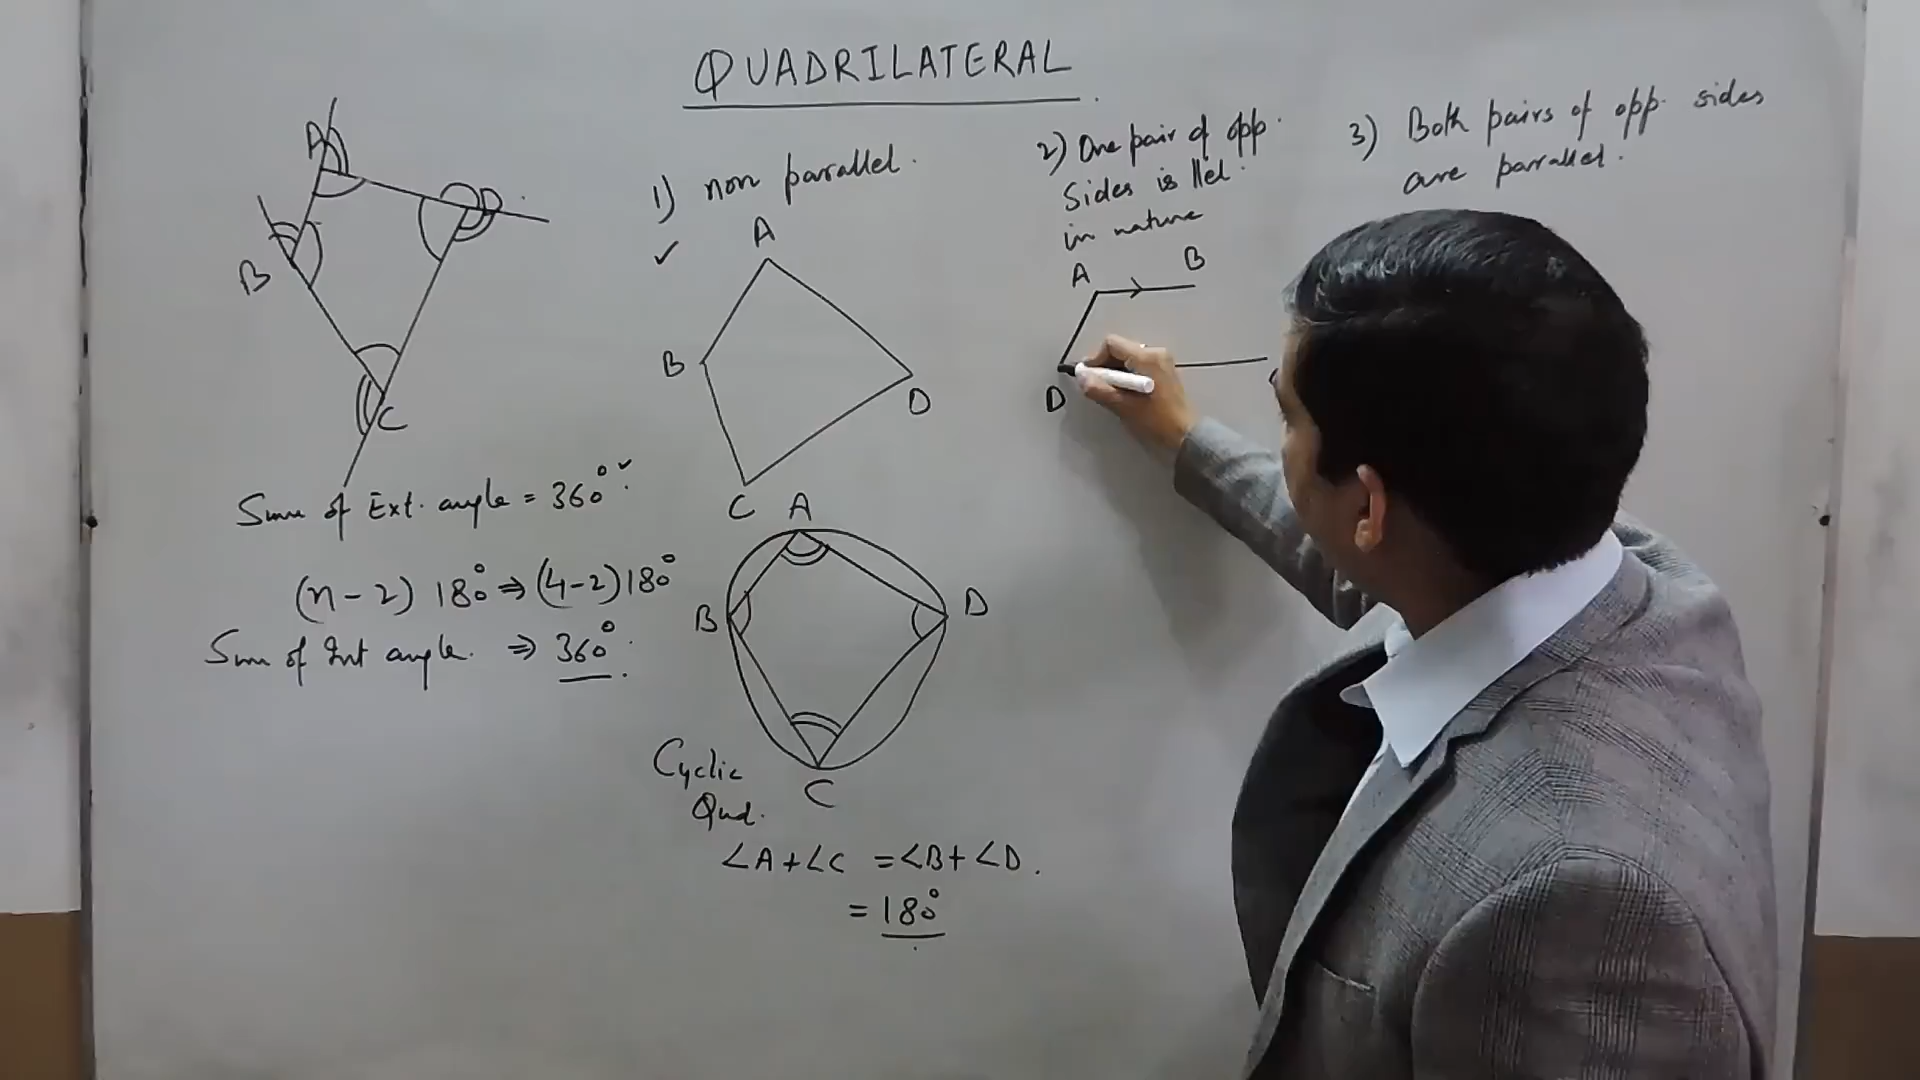 QUADRILATERAL
A
D
B
C
Sum of Ext. angle = 360°
(n-2) 180° ⇒ (4-2) 180°
Sum of Int angle. ⇒ 360°
1) non parallel.
A
B
D
C
A
B
D
C
Cyclic
Qud.
∠A+∠C = ∠B+∠D.
= 180°
2) One pair of opp.
Sides is llel.
in nature
A
B
D
3) Both pairs of opp. sides
are parallel.